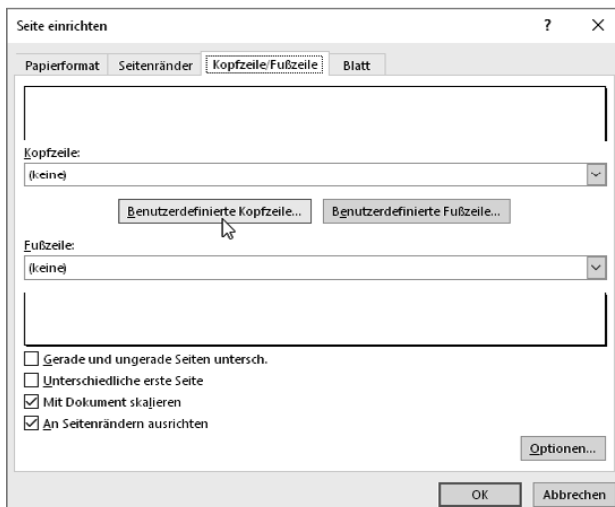 Seite einrichten ? ×
Papierformat Seitenränder Kopfzeile/Fußzeile Blatt
Kopfzeile:
(keine)
Benutzerdefinierte Kopfzeile... Benutzerdefinierte Fußzeile...
Fußzeile:
(keine)
Gerade und ungerade Seiten untersch.
Unterschiedliche erste Seite
Mit Dokument skalieren
An Seitenrändern ausrichten
Optionen...
OK Abbrechen